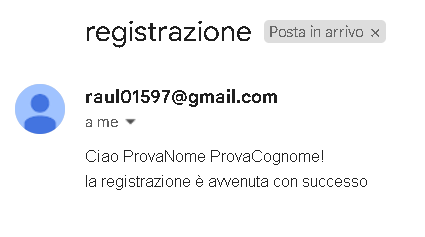 registrazione Posta in arrivo ×
raul01597@gmail.com
a me
Ciao ProvaNome ProvaCognome!
la registrazione è avvenuta con successo